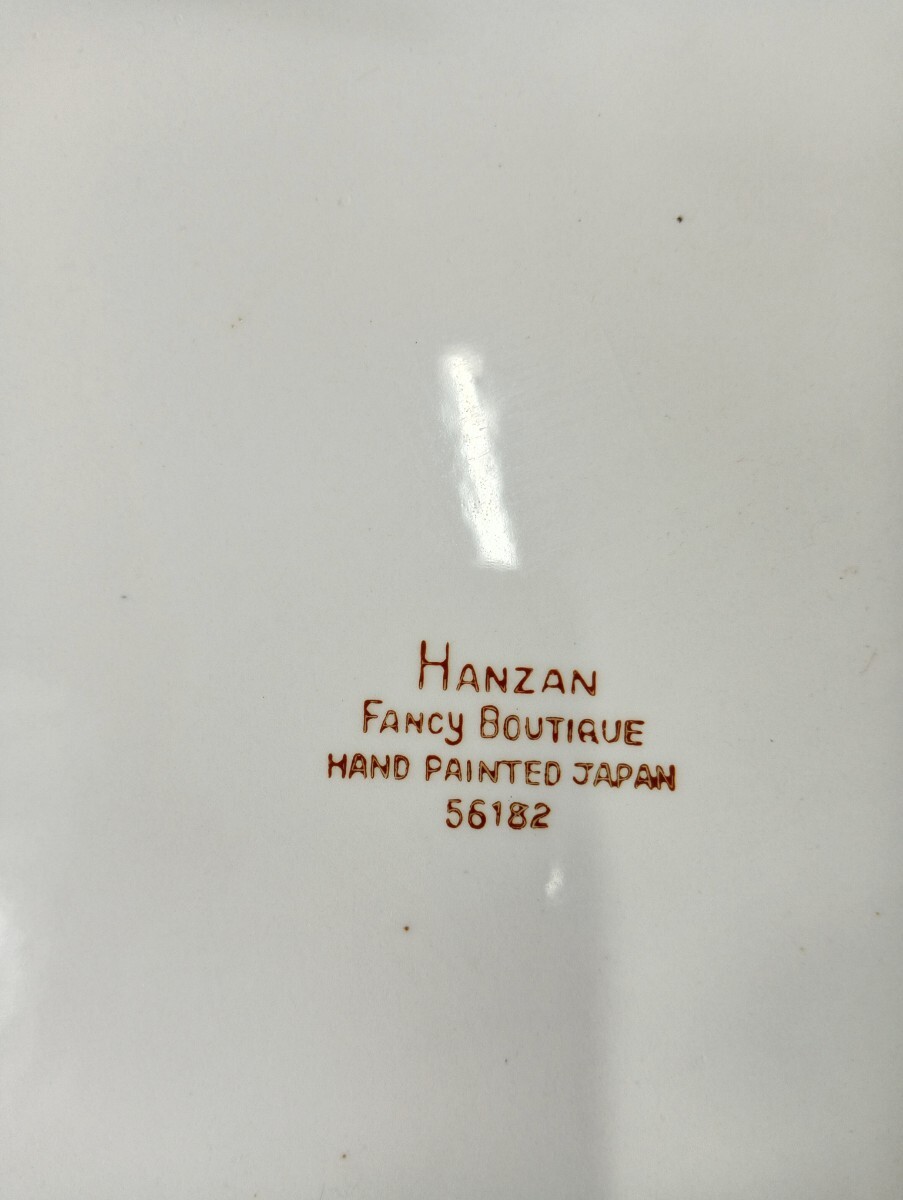 HANZAN
FANCY BOUTIQUE
HAND PAINTED JAPAN
56182